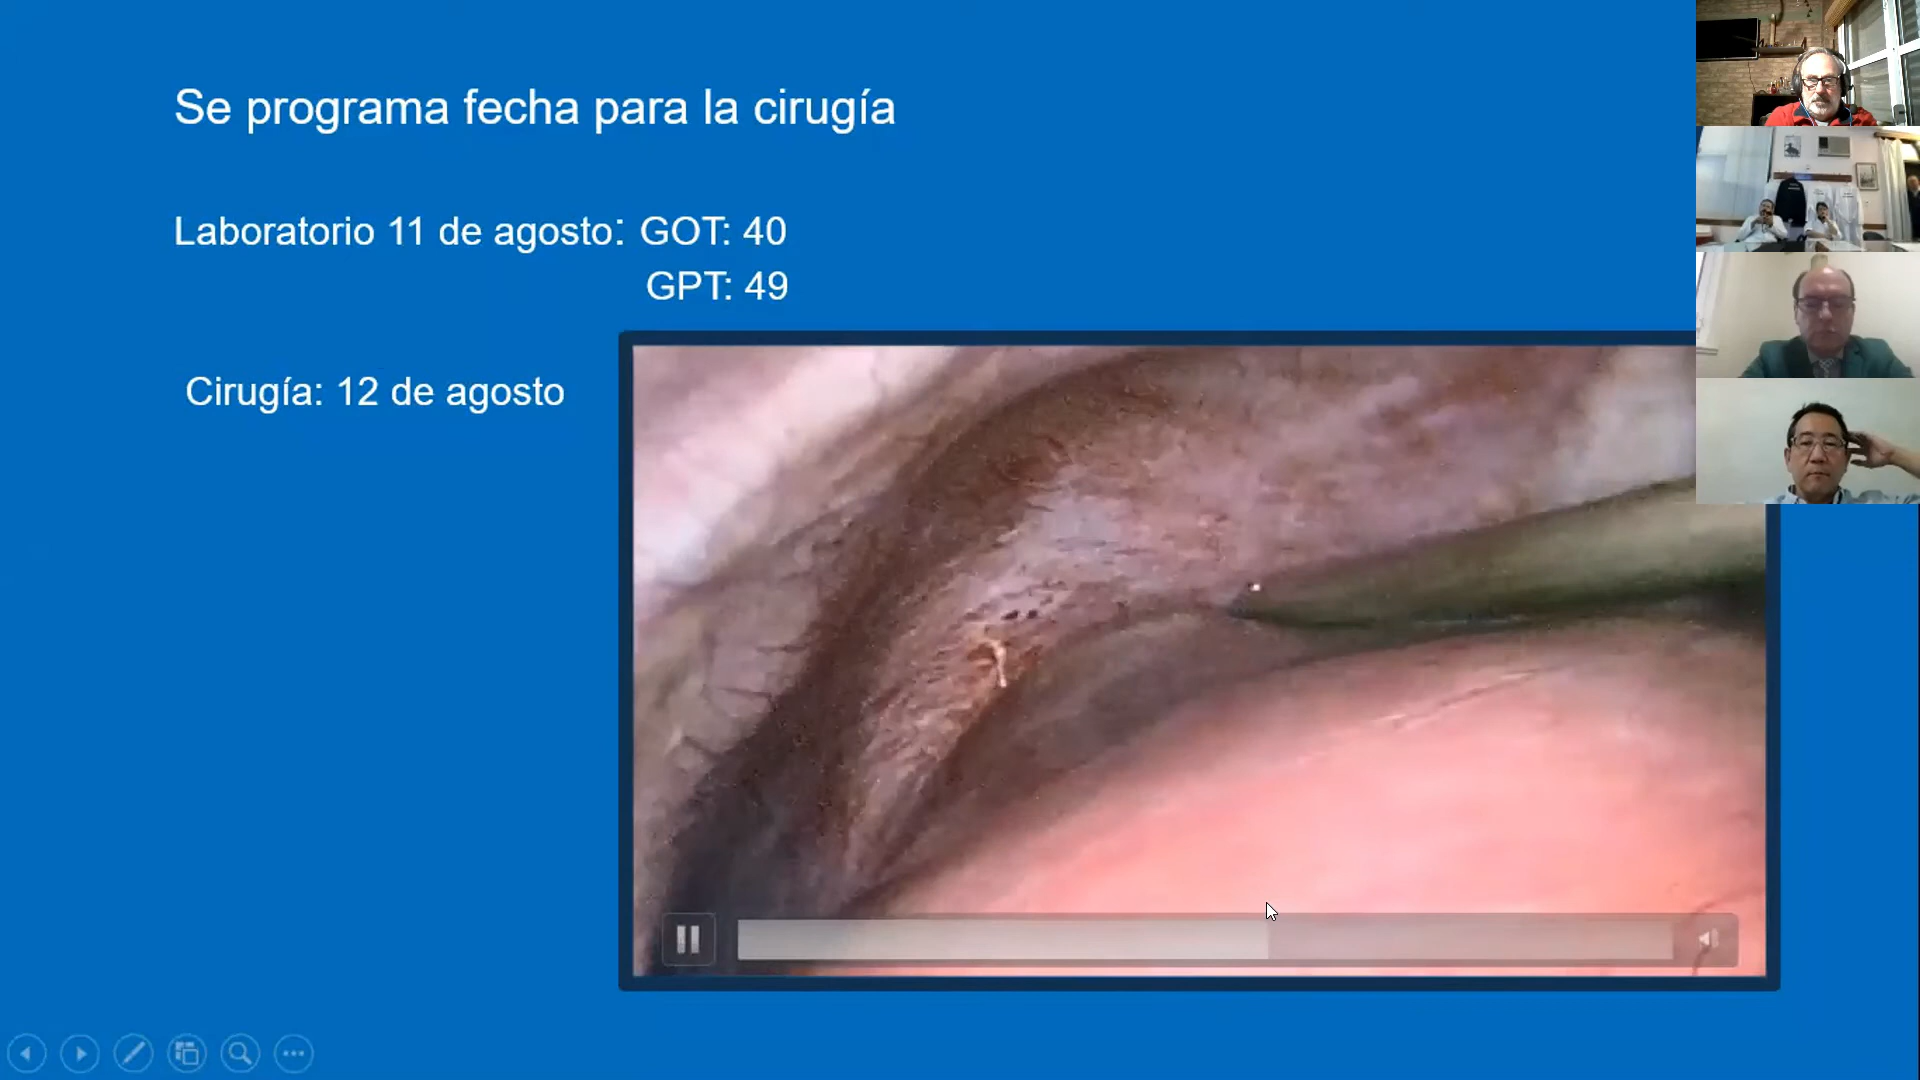 Se programa fecha para la cirugía
Laboratorio 11 de agosto: GOT: 40
GPT: 49
Cirugía: 12 de agosto